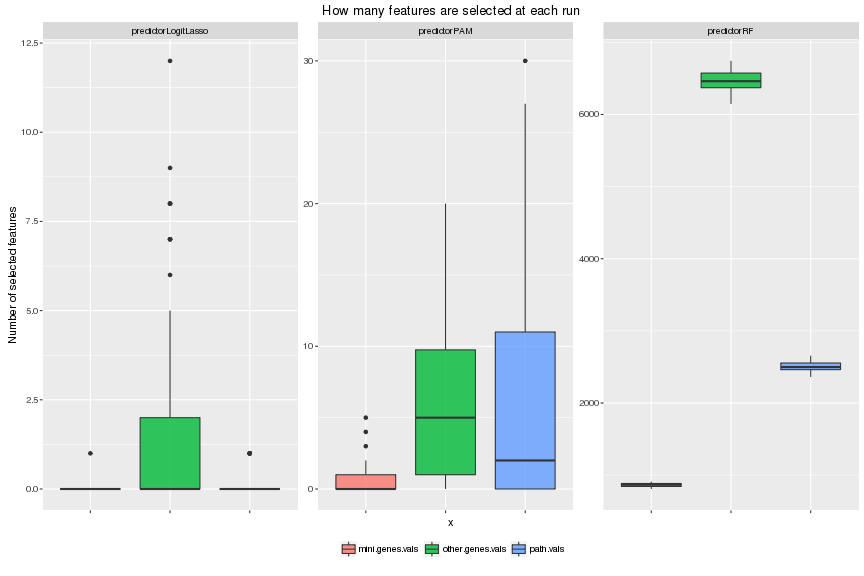 How many features are selected at each run
predictorLogitLasso
predictorPAM
predictorRF
Number of selected features
12.5
10.0
7.5
5.0
2.5
0.0
30
20
10
0
6000
4000
2000
x
mini.genes.vals
other.genes.vals
path.vals